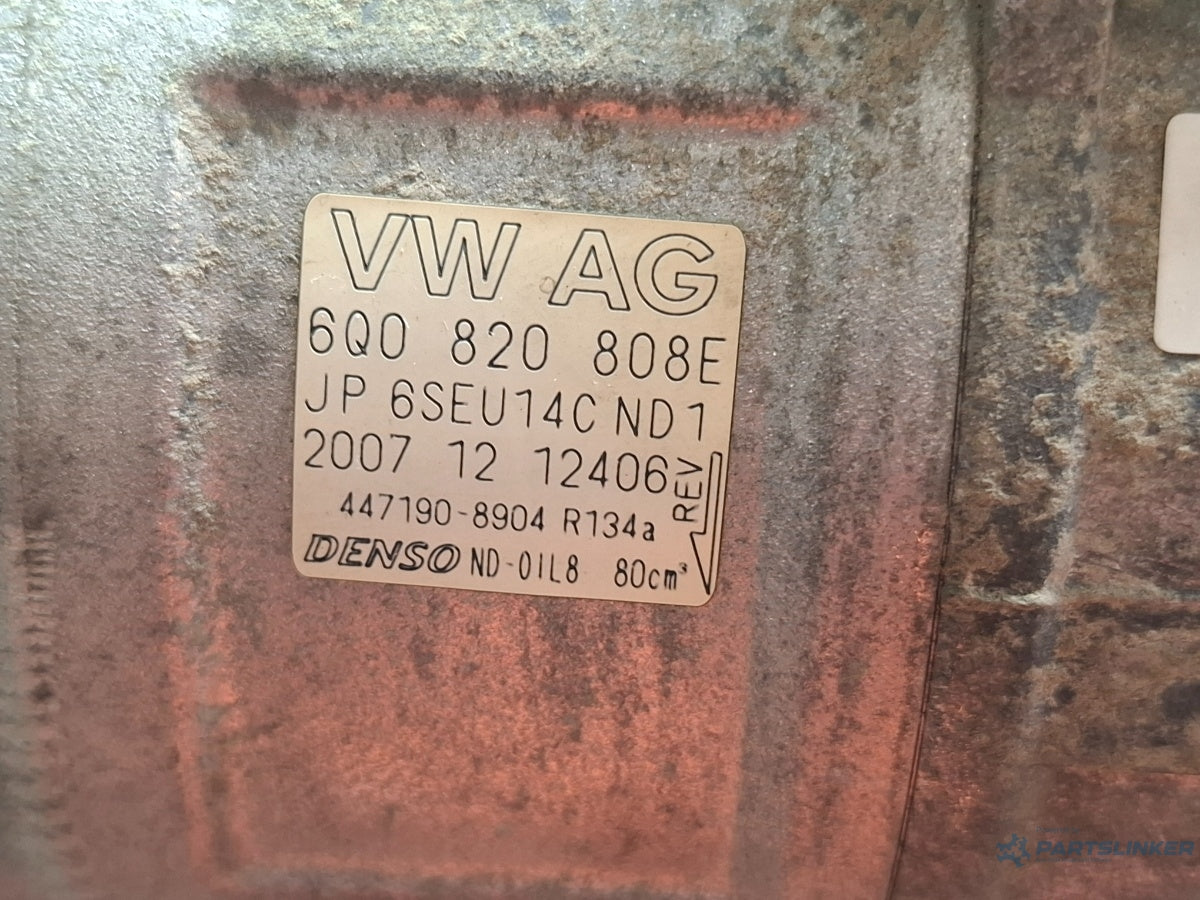 VW AG
6Q0 820 808E
JP 6SEU14C ND1
2007 12 12406
REV
447190-8904 R134a
DENSO ND-OIL8 80cm³
PARTSLINKER